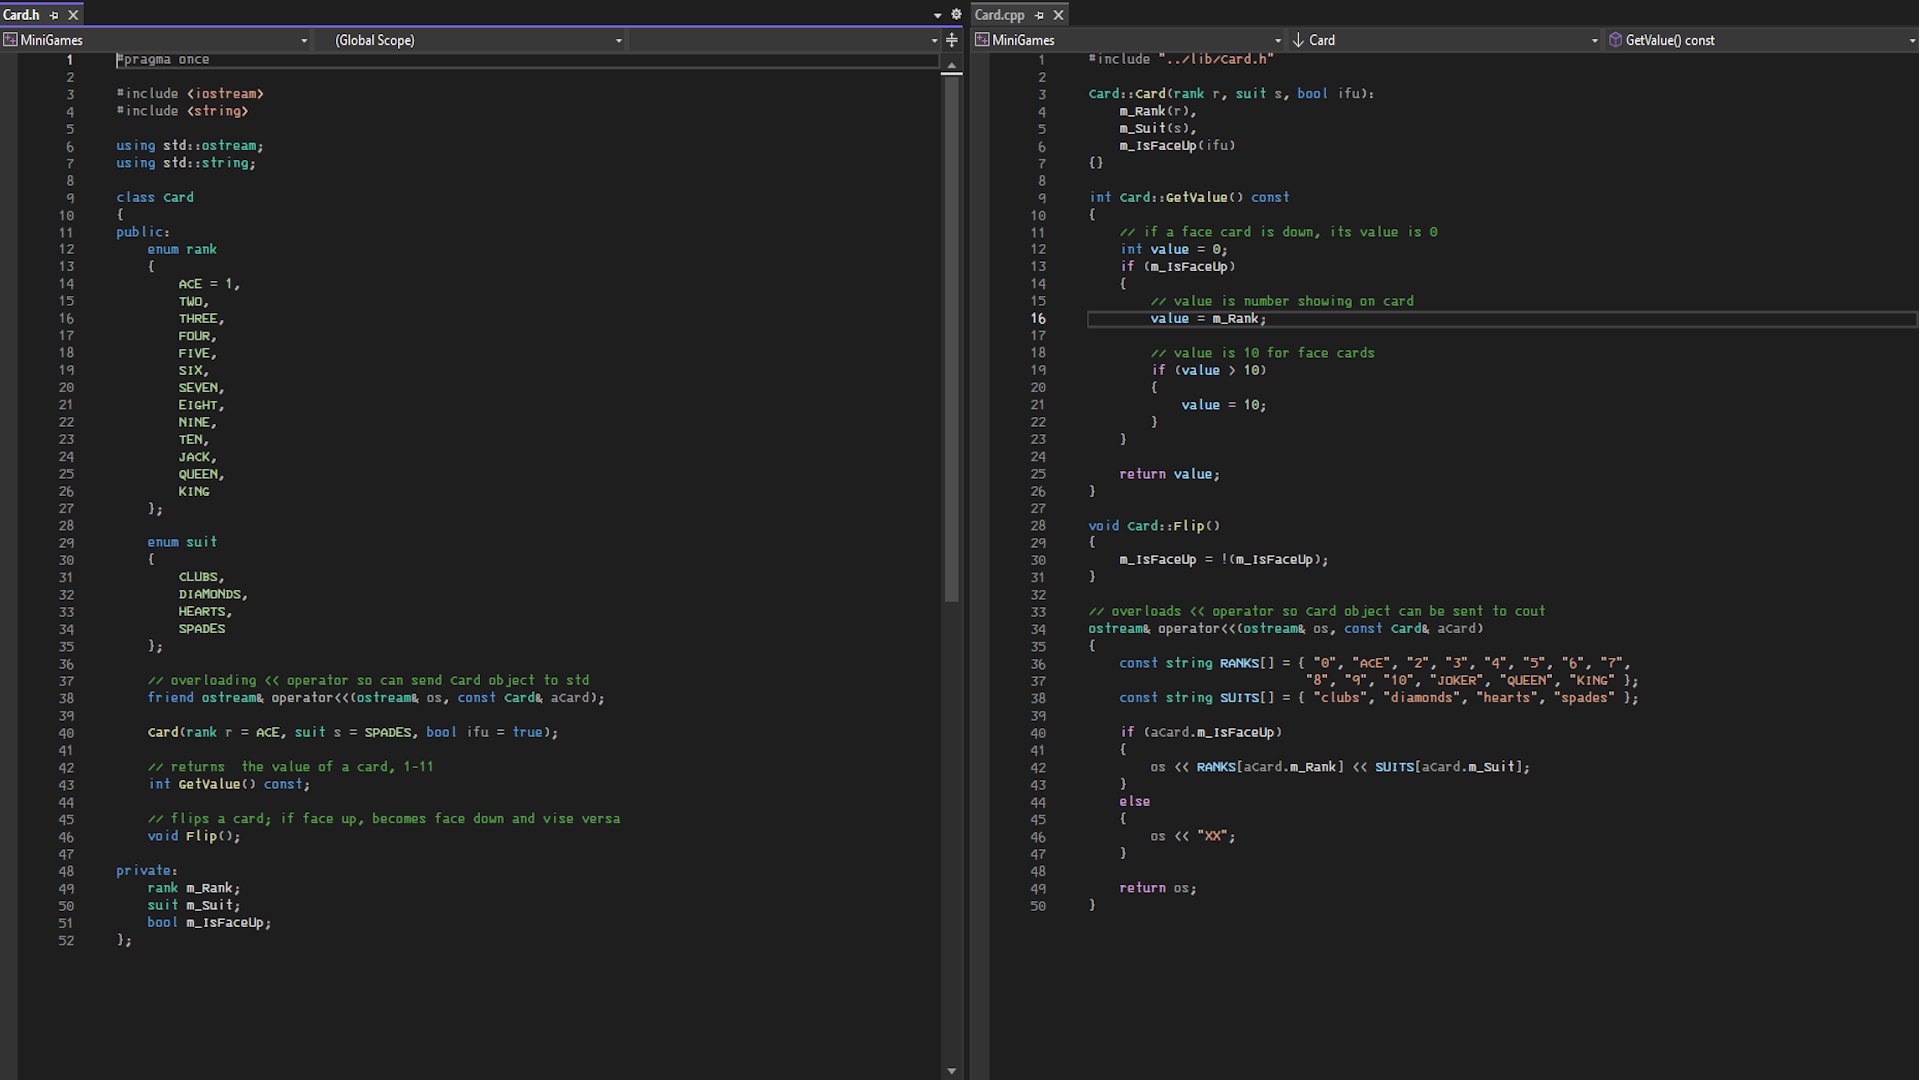 Card.h
MiniGames
(Global Scope)
1 #pragma once
2
3 #include <iostream>
4 #include <string>
5
6 using std::ostream;
7 using std::string;
8
9 class Card
10 {
11 public:
12     enum rank
13     {
14         ACE = 1,
15         TWO,
16         THREE,
17         FOUR,
18         FIVE,
19         SIX,
20         SEVEN,
21         EIGHT,
22         NINE,
23         TEN,
24         JACK,
25         QUEEN,
26         KING
27     };
28
29     enum suit
30     {
31         CLUBS,
32         DIAMONDS,
33         HEARTS,
34         SPADES
35     };
36
37     // overloading << operator so can send Card object to std
38     friend ostream& operator<<(ostream& os, const Card& aCard);
39
40     Card(rank r = ACE, suit s = SPADES, bool ifu = true);
41
42     // returns  the value of a card, 1-11
43     int GetValue() const;
44
45     // flips a card; if face up, becomes face down and vise versa
46     void Flip();
47
48 private:
49     rank m_Rank;
50     suit m_Suit;
51     bool m_IsFaceUp;
52 };
Card.cpp
MiniGames
Card
GetValue() const
1 #include "../lib/Card.h"
2
3 Card::Card(rank r, suit s, bool ifu):
4     m_Rank(r),
5     m_Suit(s),
6     m_IsFaceUp(ifu)
7 {}
8
9 int Card::GetValue() const
10 {
11     // if a face card is down, its value is 0
12     int value = 0;
13     if (m_IsFaceUp)
14     {
15         // value is number showing on card
16         value = m_Rank;
17
18         // value is 10 for face cards
19         if (value > 10)
20         {
21             value = 10;
22         }
23     }
24
25     return value;
26 }
27
28 void Card::Flip()
29 {
30     m_IsFaceUp = !(m_IsFaceUp);
31 }
32
33 // overloads << operator so Card object can be sent to cout
34 ostream& operator<<(ostream& os, const Card& aCard)
35 {
36     const string RANKS[] = { "0", "ACE", "2", "3", "4", "5", "6", "7",
37                             "8", "9", "10", "JOKER", "QUEEN", "KING" };
38     const string SUITS[] = { "clubs", "diamonds", "hearts", "spades" };
39
40     if (aCard.m_IsFaceUp)
41     {
42         os << RANKS[aCard.m_Rank] << SUITS[aCard.m_Suit];
43     }
44     else
45     {
46         os << "XX";
47     }
48
49     return os;
50 }